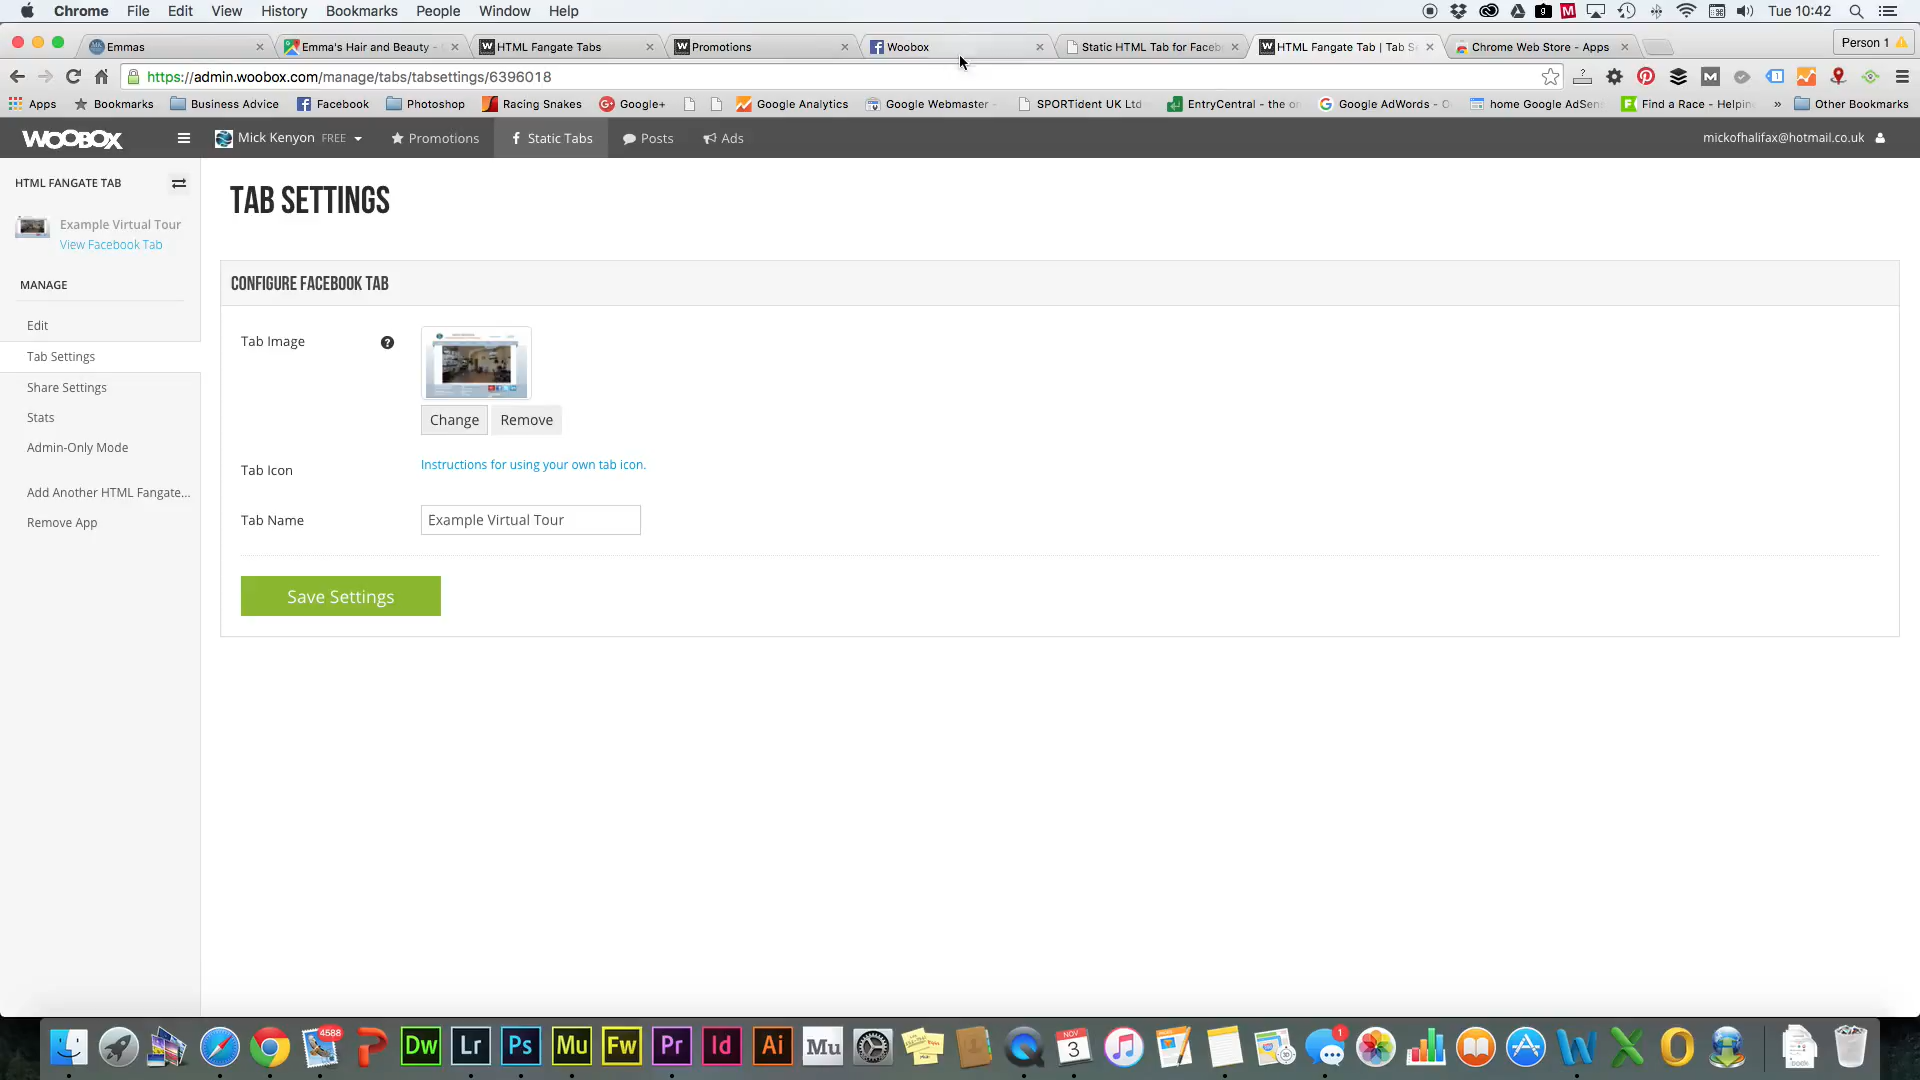 Chrome File Edit View History Bookmarks People Window Help Tue 10:42
Emmas Emma's Hair and Beauty - HTML Fangate Tabs Promotions Woobox Static HTML Tab for Faceb HTML Fangate Tab | Tab S Chrome Web Store - Apps Person 1
https://admin.woobox.com/manage/tabs/tabsettings/6396018
Apps Bookmarks Business Advice Facebook Photoshop Racing Snakes Google+ Google Analytics Google Webmaster - SPORTident UK Ltd EntryCentral - the on Google AdWords - home Google AdSen Find a Race - Helpin » Other Bookmarks
WOOBOX Mick Kenyon FREE Promotions Static Tabs Posts Ads mickofhalifax@hotmail.co.uk
HTML FANGATE TAB
Example Virtual Tour
View Facebook Tab
MANAGE
Edit
Tab Settings
Share Settings
Stats
Admin-Only Mode
Add Another HTML Fangate...
Remove App
TAB SETTINGS
CONFIGURE FACEBOOK TAB
Tab Image ?
Change Remove
Tab Icon Instructions for using your own tab icon.
Tab Name Example Virtual Tour
Save Settings
4588 Dw Lr Ps Mu Fw Pr Id Ai Mu NOV 3 1